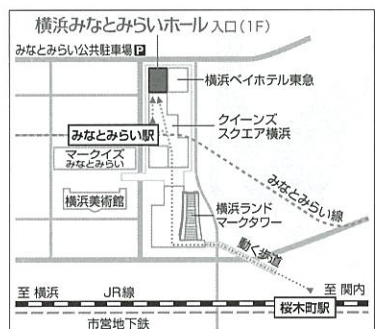 横浜みなとみらいホール 入口(1F)
みなとみらい公共駐車場 P
横浜ベイホテル東急
クイーンズ
スクエア横浜
みなとみらい駅
マークイズ
みなとみらい
みなとみらい線
横浜美術館
横浜ランド
マークタワー
動く歩道
至 横浜
JR線
至 関内
桜木町駅
市営地下鉄